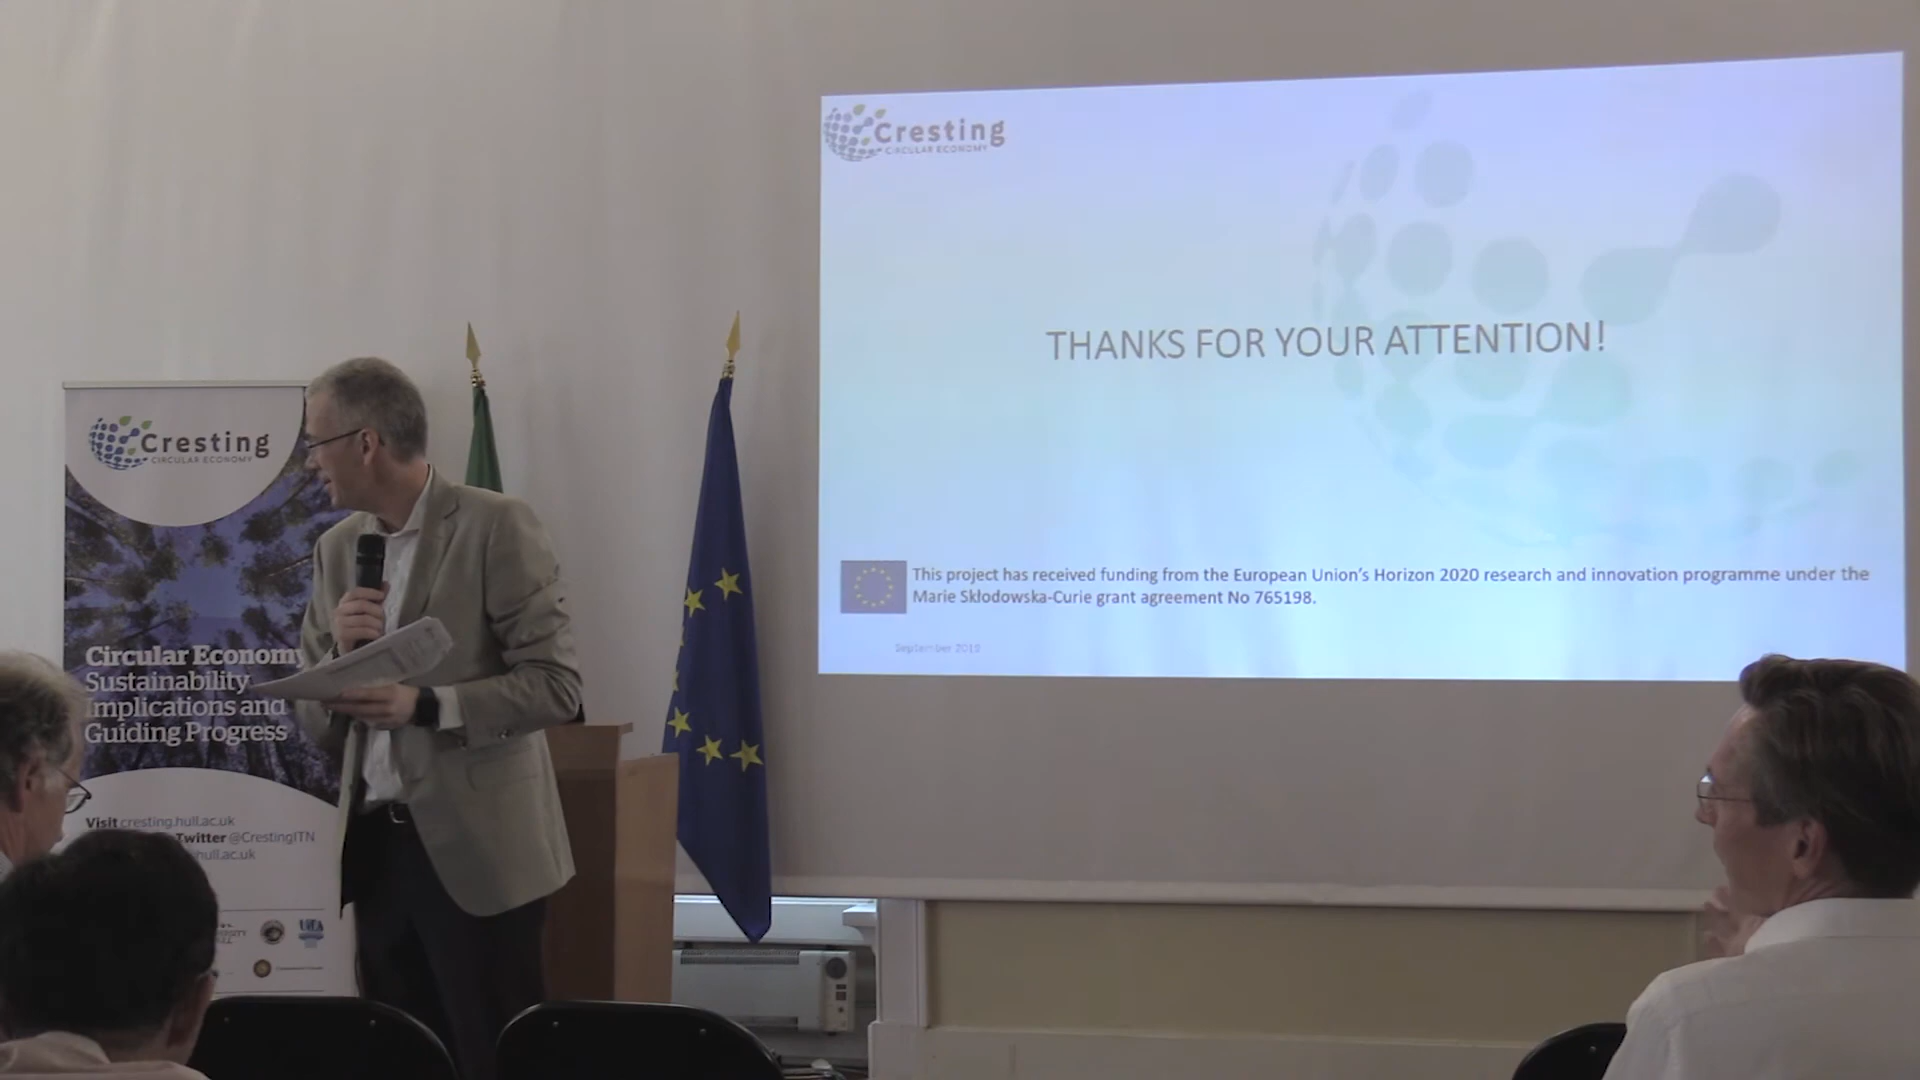 Cresting
CIRCULAR ECONOMY
THANKS FOR YOUR ATTENTION!
This project has received funding from the European Union's Horizon 2020 research and innovation programme under the
Marie Skłodowska-Curie grant agreement No 765198.
September 2019
Cresting
CIRCULAR ECONOMY
Circular Economy
Sustainability
Implications and
Guiding Progress
Visit cresting.hull.ac.uk
Twitter @CrestingITN
hull.ac.uk